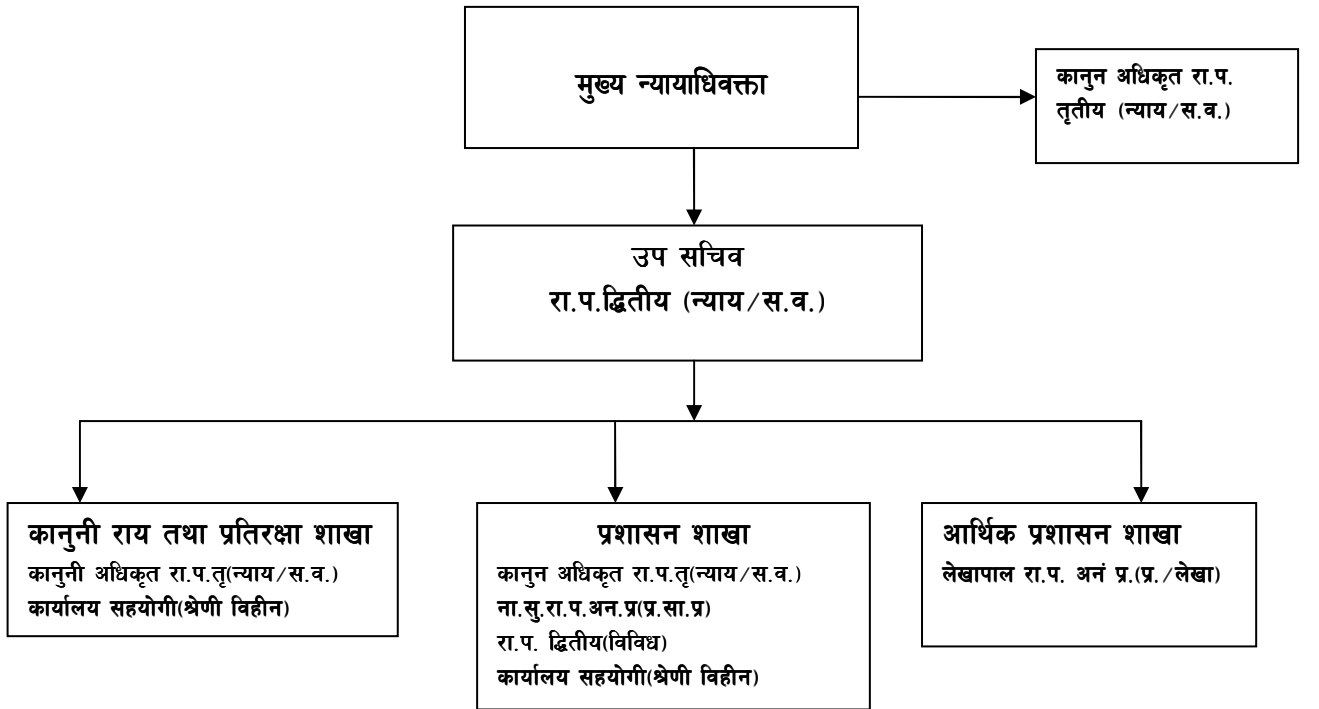 मुख्य न्यायाधिवक्ता
कानुन अधिकृत रा.प.
तृतीय (न्याय/स.व.)
उप सचिव
रा.प.द्धितीय (न्याय/स.व.)
कानुनी राय तथा प्रतिरक्षा शाखा
कानुनी अधिकृत रा.प.तृ(न्याय/स.व.)
कार्यालय सहयोगी(श्रेणी विहीन)
प्रशासन शाखा
कानुन अधिकृत रा.प.तृ(न्याय/स.व.)
ना.सु.रा.प.अन.प्र(प्र.सा.प्र)
रा.प. द्धितीय(विविध)
कार्यालय सहयोगी(श्रेणी विहीन)
आर्थिक प्रशासन शाखा
लेखापाल रा.प. अनं प्र.(प्र./लेखा)